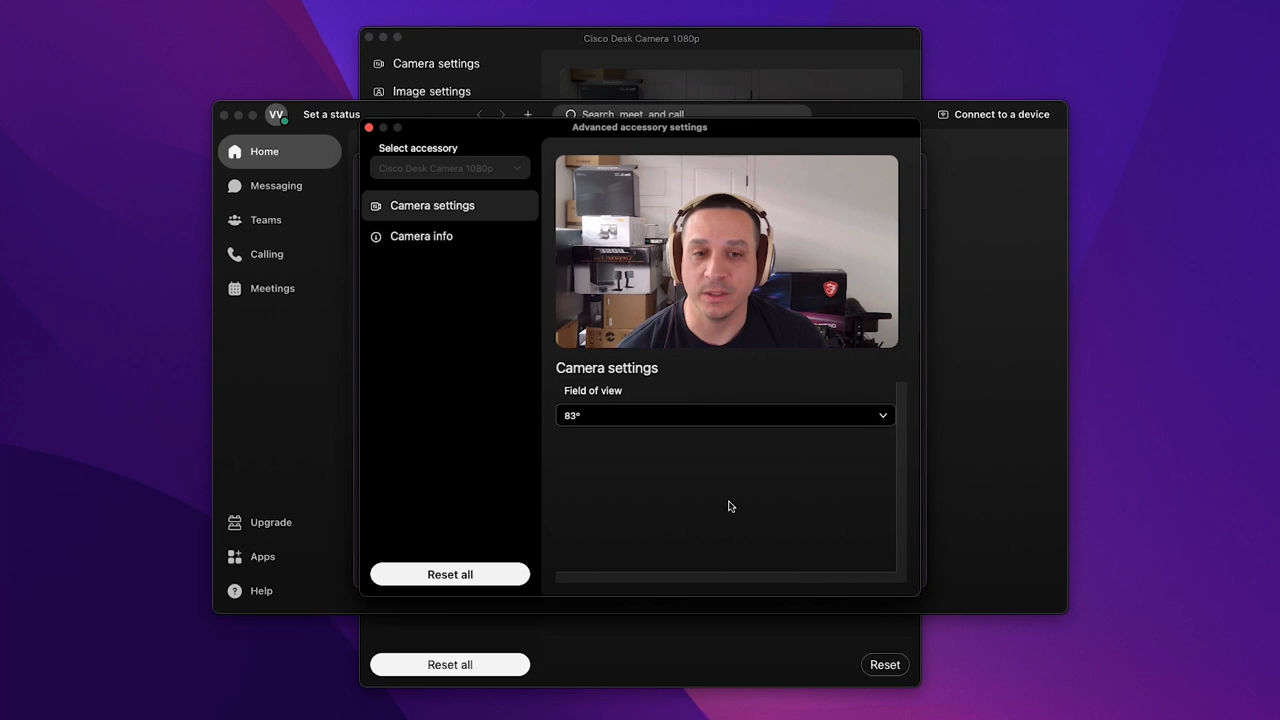 Cisco Desk Camera 1080p
Camera settings
Image settings
VV
Set a status
Search, meet, and call
Connect to a device
Advanced accessory settings
Home
Messaging
Teams
Calling
Meetings
Upgrade
Apps
Help
Select accessory
Cisco Desk Camera 1080p
Camera settings
Camera info
Reset all
Camera settings
Field of view
83°
Reset all
Reset